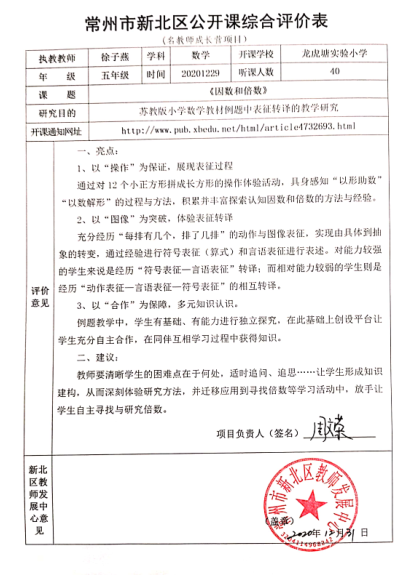 常州市新北区公开课综合评价表
(名教师成长营项目)
执教教师 徐子燕 学科 数学 开课学校 龙虎塘实验小学
年 级 五年级 时间 20201229 听课人数 40
课 题 《因数和倍数》
研究目的 苏教版小学数学教材例题中表征转译的教学研究
开课通知网址 http://www.pub.xbedu.net/html/article4732693.html
评价意见
一、亮点：
1、以“操作”为保证，展现表征过程
通过对 12 个小正方形拼成长方形的操作体验活动，具身感知“以形助数”
“以数解形”的过程与方法，积累并丰富探索认知因数和倍数的方法与经验。
2、以“图像”为突破，体验表征转译
充分经历“每排有几个，排了几排”的动作与图像表征，实现由具体到抽
象的转变，通过经验进行符号表征（算式）和言语表征进行表述。对能力较强
的学生来说是经历“符号表征—言语表征”转译；而相对能力较弱的学生则是
经历“动作表征—言语表征—符号表征”的相互转译。
3、以“合作”为保障，多元知识认识。
例题教学中，学生有基础、有能力进行独立探究，在此基础上创设平台让
学生充分自主合作，在同伴互相学习过程中获得知识。
二、建议：
教师要清晰学生的困难点在于何处，适时追问、追思……让学生形成知识
建构，从而深刻体验研究方法，并迁移应用到寻找倍数等学习活动中，放手让
学生自主寻找与研究倍数。
项目负责人（签名）
新北区教师发展中心意见
常州市新北区教师发展中心
（盖章）
2020年12月31日